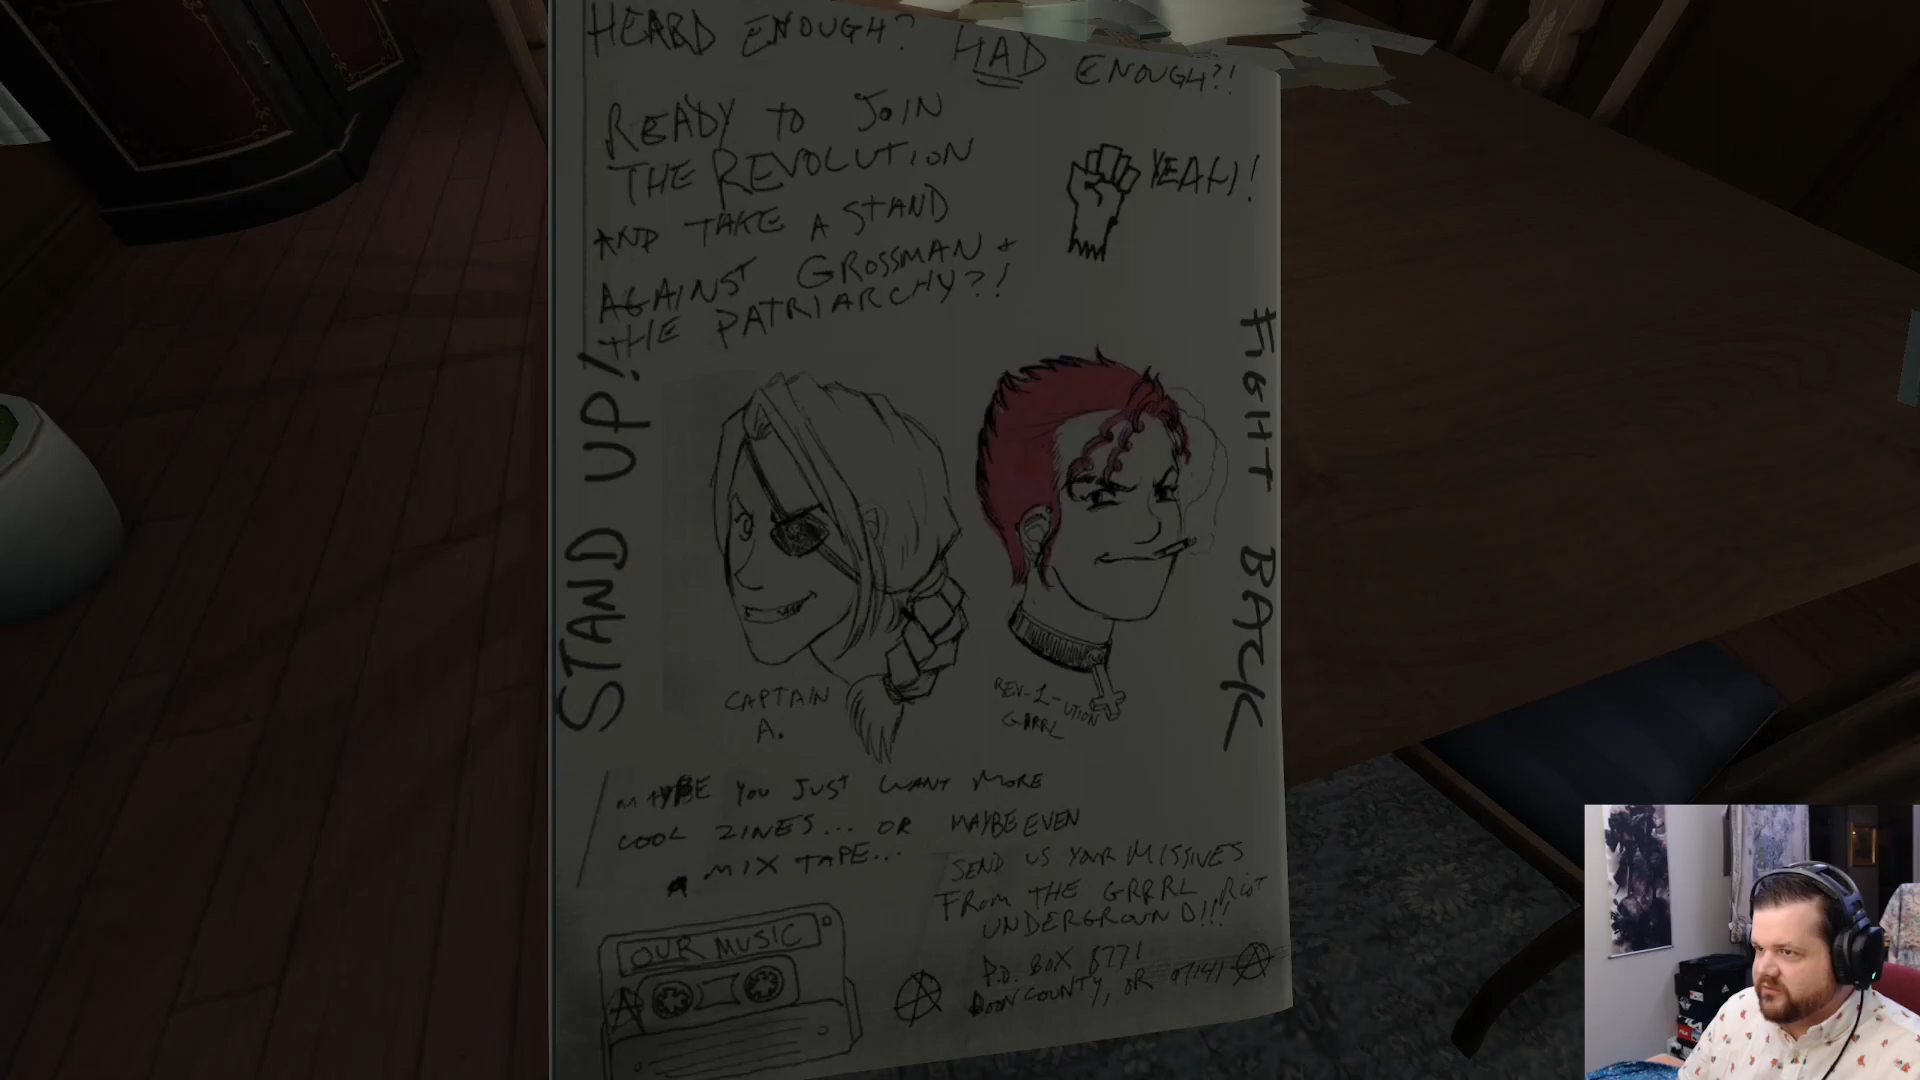 HEARD ENOUGH? HAD ENOUGH?!
READY TO JOIN
THE REVOLUTION
AND TAKE A STAND
AGAINST GROSSMAN +
THE PATRIARCHY?!
YEAH!
STAND UP!
FIGHT BACK
CAPTAIN
A.
REV-1-UTION
GRRRL
MAYBE YOU JUST WANT MORE
COOL ZINES... OR MAYBE EVEN
A MIX TAPE...
SEND US YOUR MISSIVES
FROM THE GRRRL RIOT
UNDERGROUND!!!
P.O. BOX 8771
BOON COUNTY, OR 97141
OUR MUSIC
A